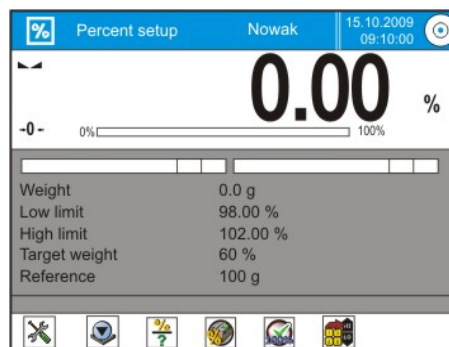 % Percent setup Nowak 15.10.2009
09:10:00
0.00 %
-0- 0% 100%
Weight 0.0 g
Low limit 98.00 %
High limit 102.00 %
Target weight 60 %
Reference 100 g
%
?